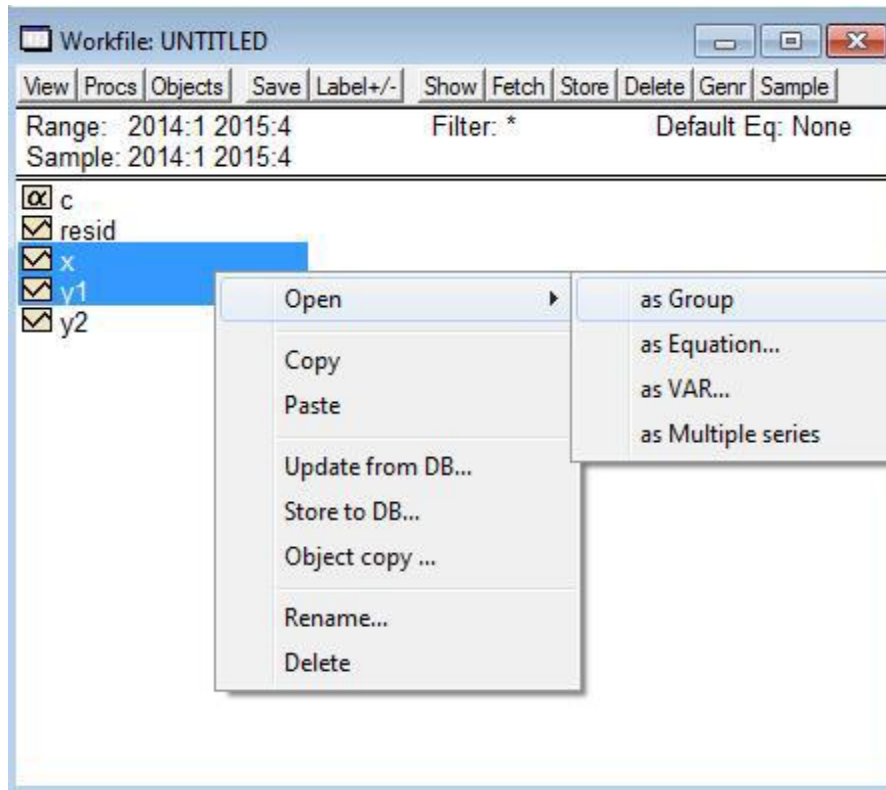 Workfile: UNTITLED
View Procs Objects Save Label+/- Show Fetch Store Delete Genr Sample
Range: 2014:1 2015:4 Filter: * Default Eq: None
Sample: 2014:1 2015:4
α c
resid
x
y1
y2
Open
Copy
Paste
Update from DB...
Store to DB...
Object copy ...
Rename...
Delete
as Group
as Equation...
as VAR...
as Multiple series